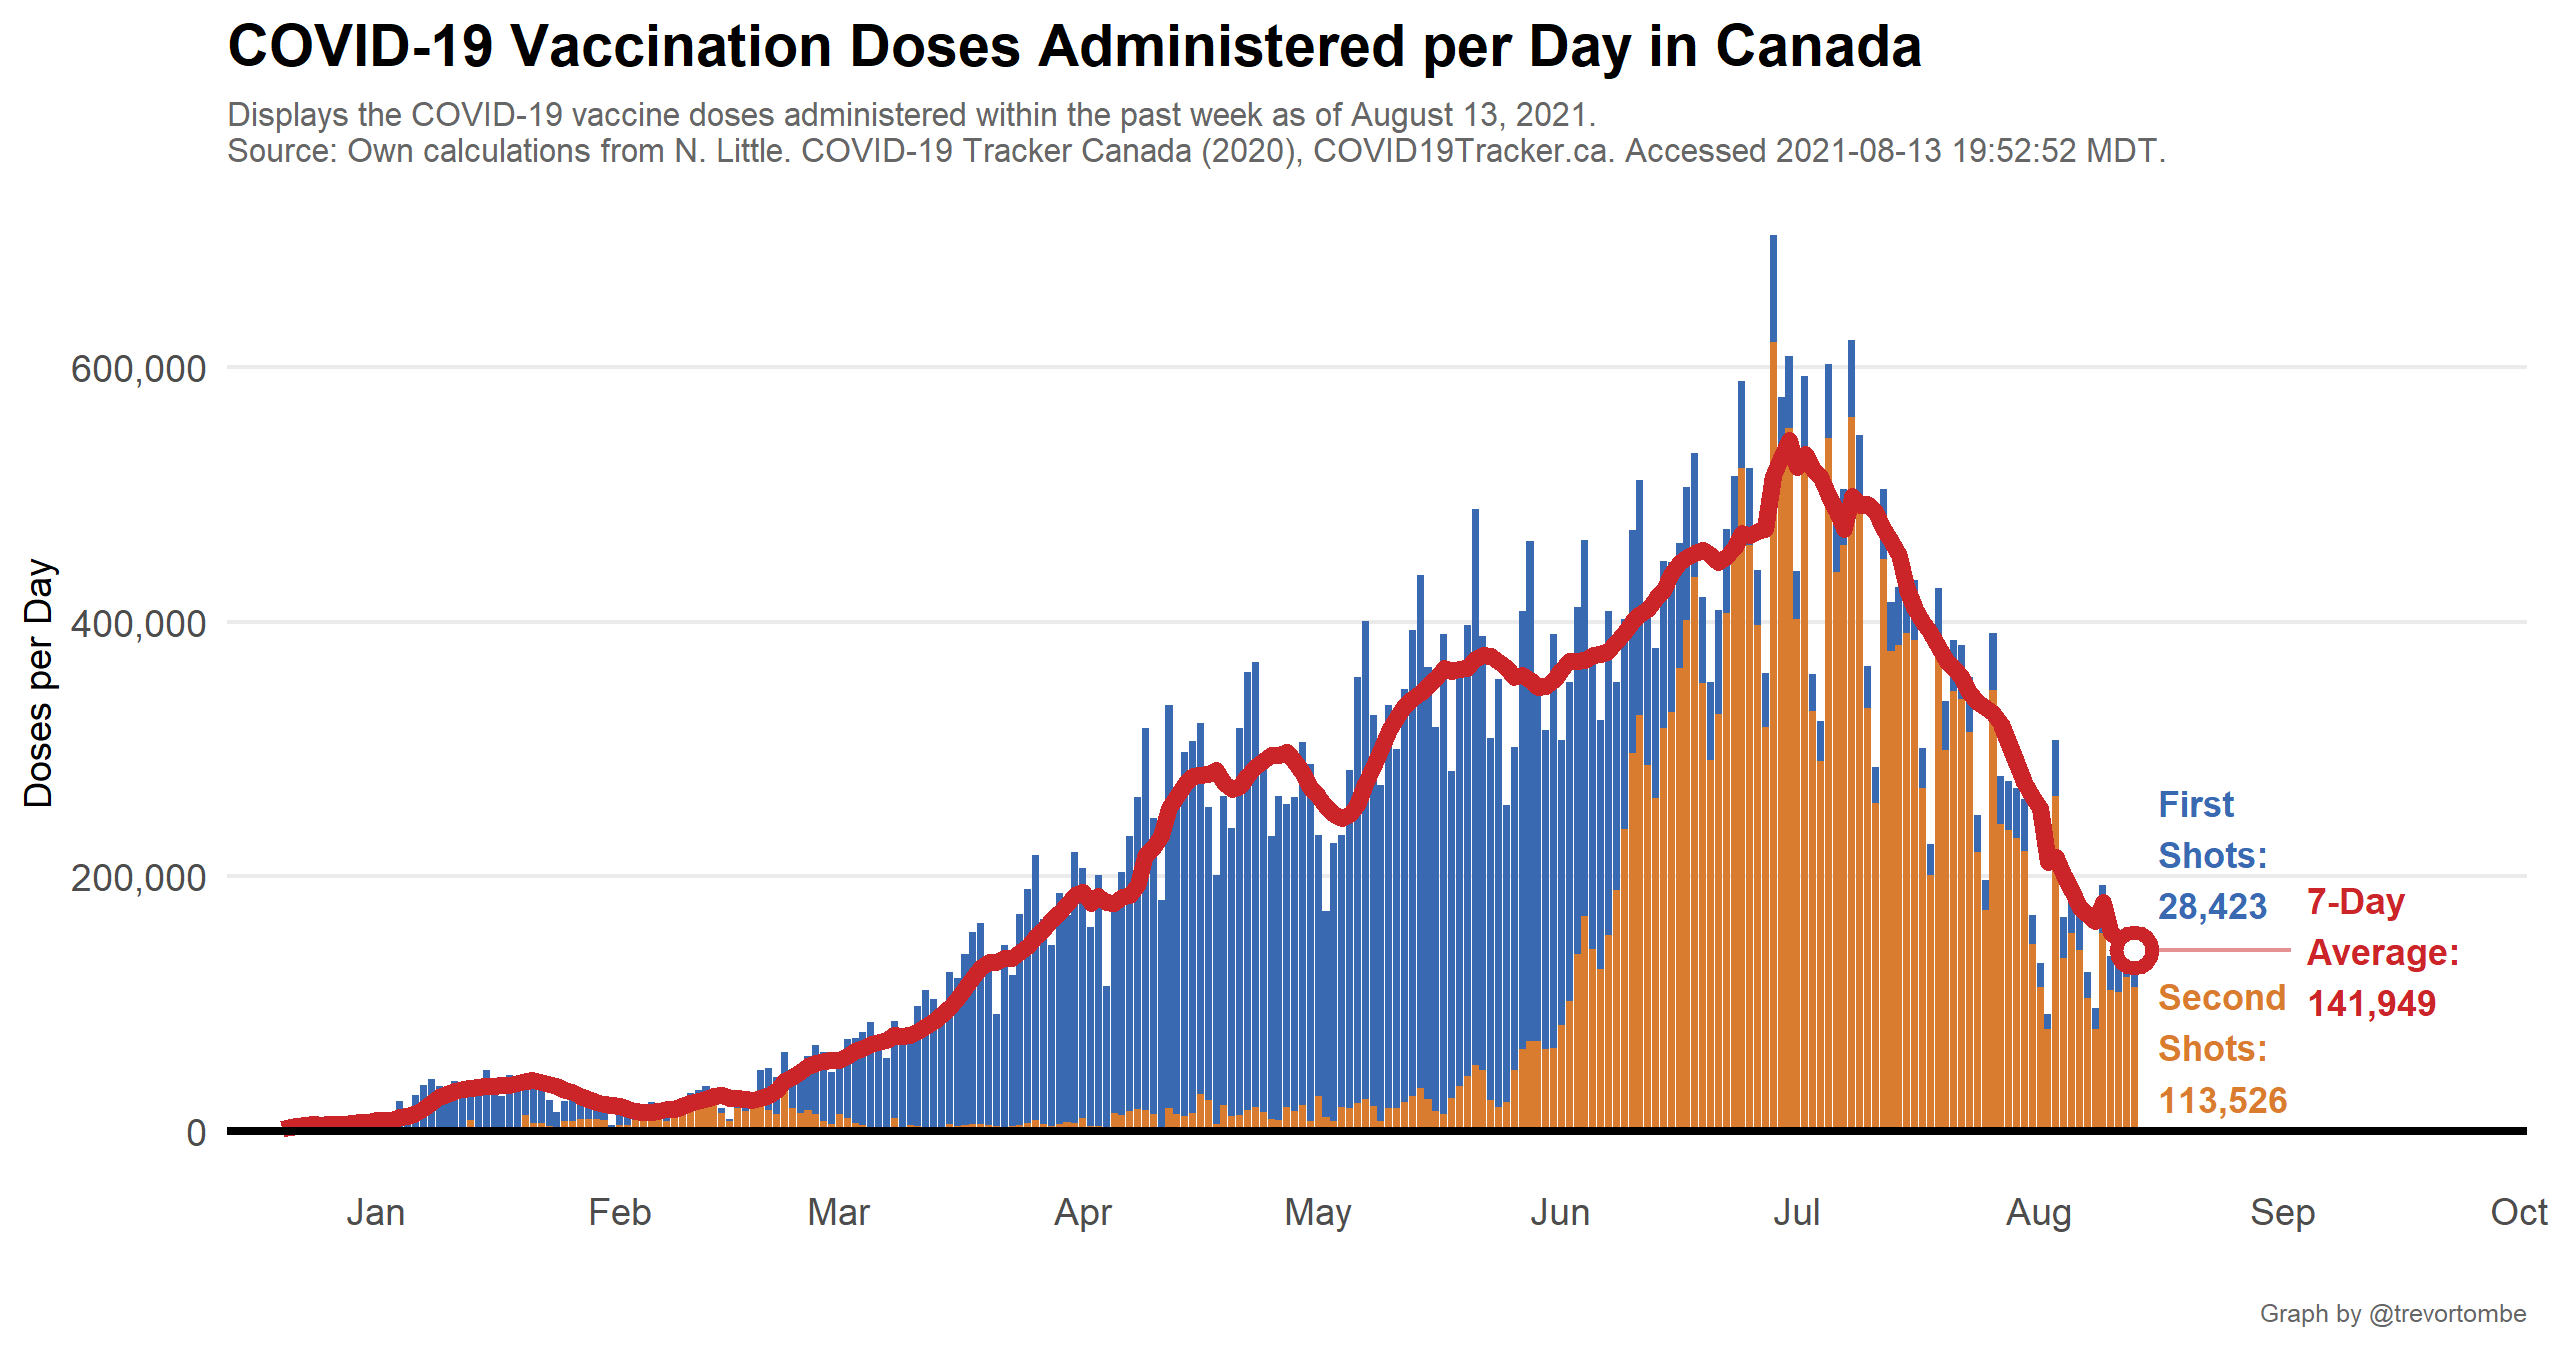 COVID-19 Vaccination Doses Administered per Day in Canada
Displays the COVID-19 vaccine doses administered within the past week as of August 13, 2021.
Source: Own calculations from N. Little. COVID-19 Tracker Canada (2020), COVID19Tracker.ca. Accessed 2021-08-13 19:52:52 MDT.
Doses per Day
600,000
400,000
200,000
0
First
Shots:
28,423
7-Day
Average:
141,949
Second
Shots:
113,526
Jan
Feb
Mar
Apr
May
Jun
Jul
Aug
Sep
Oct
Graph by @trevortombe